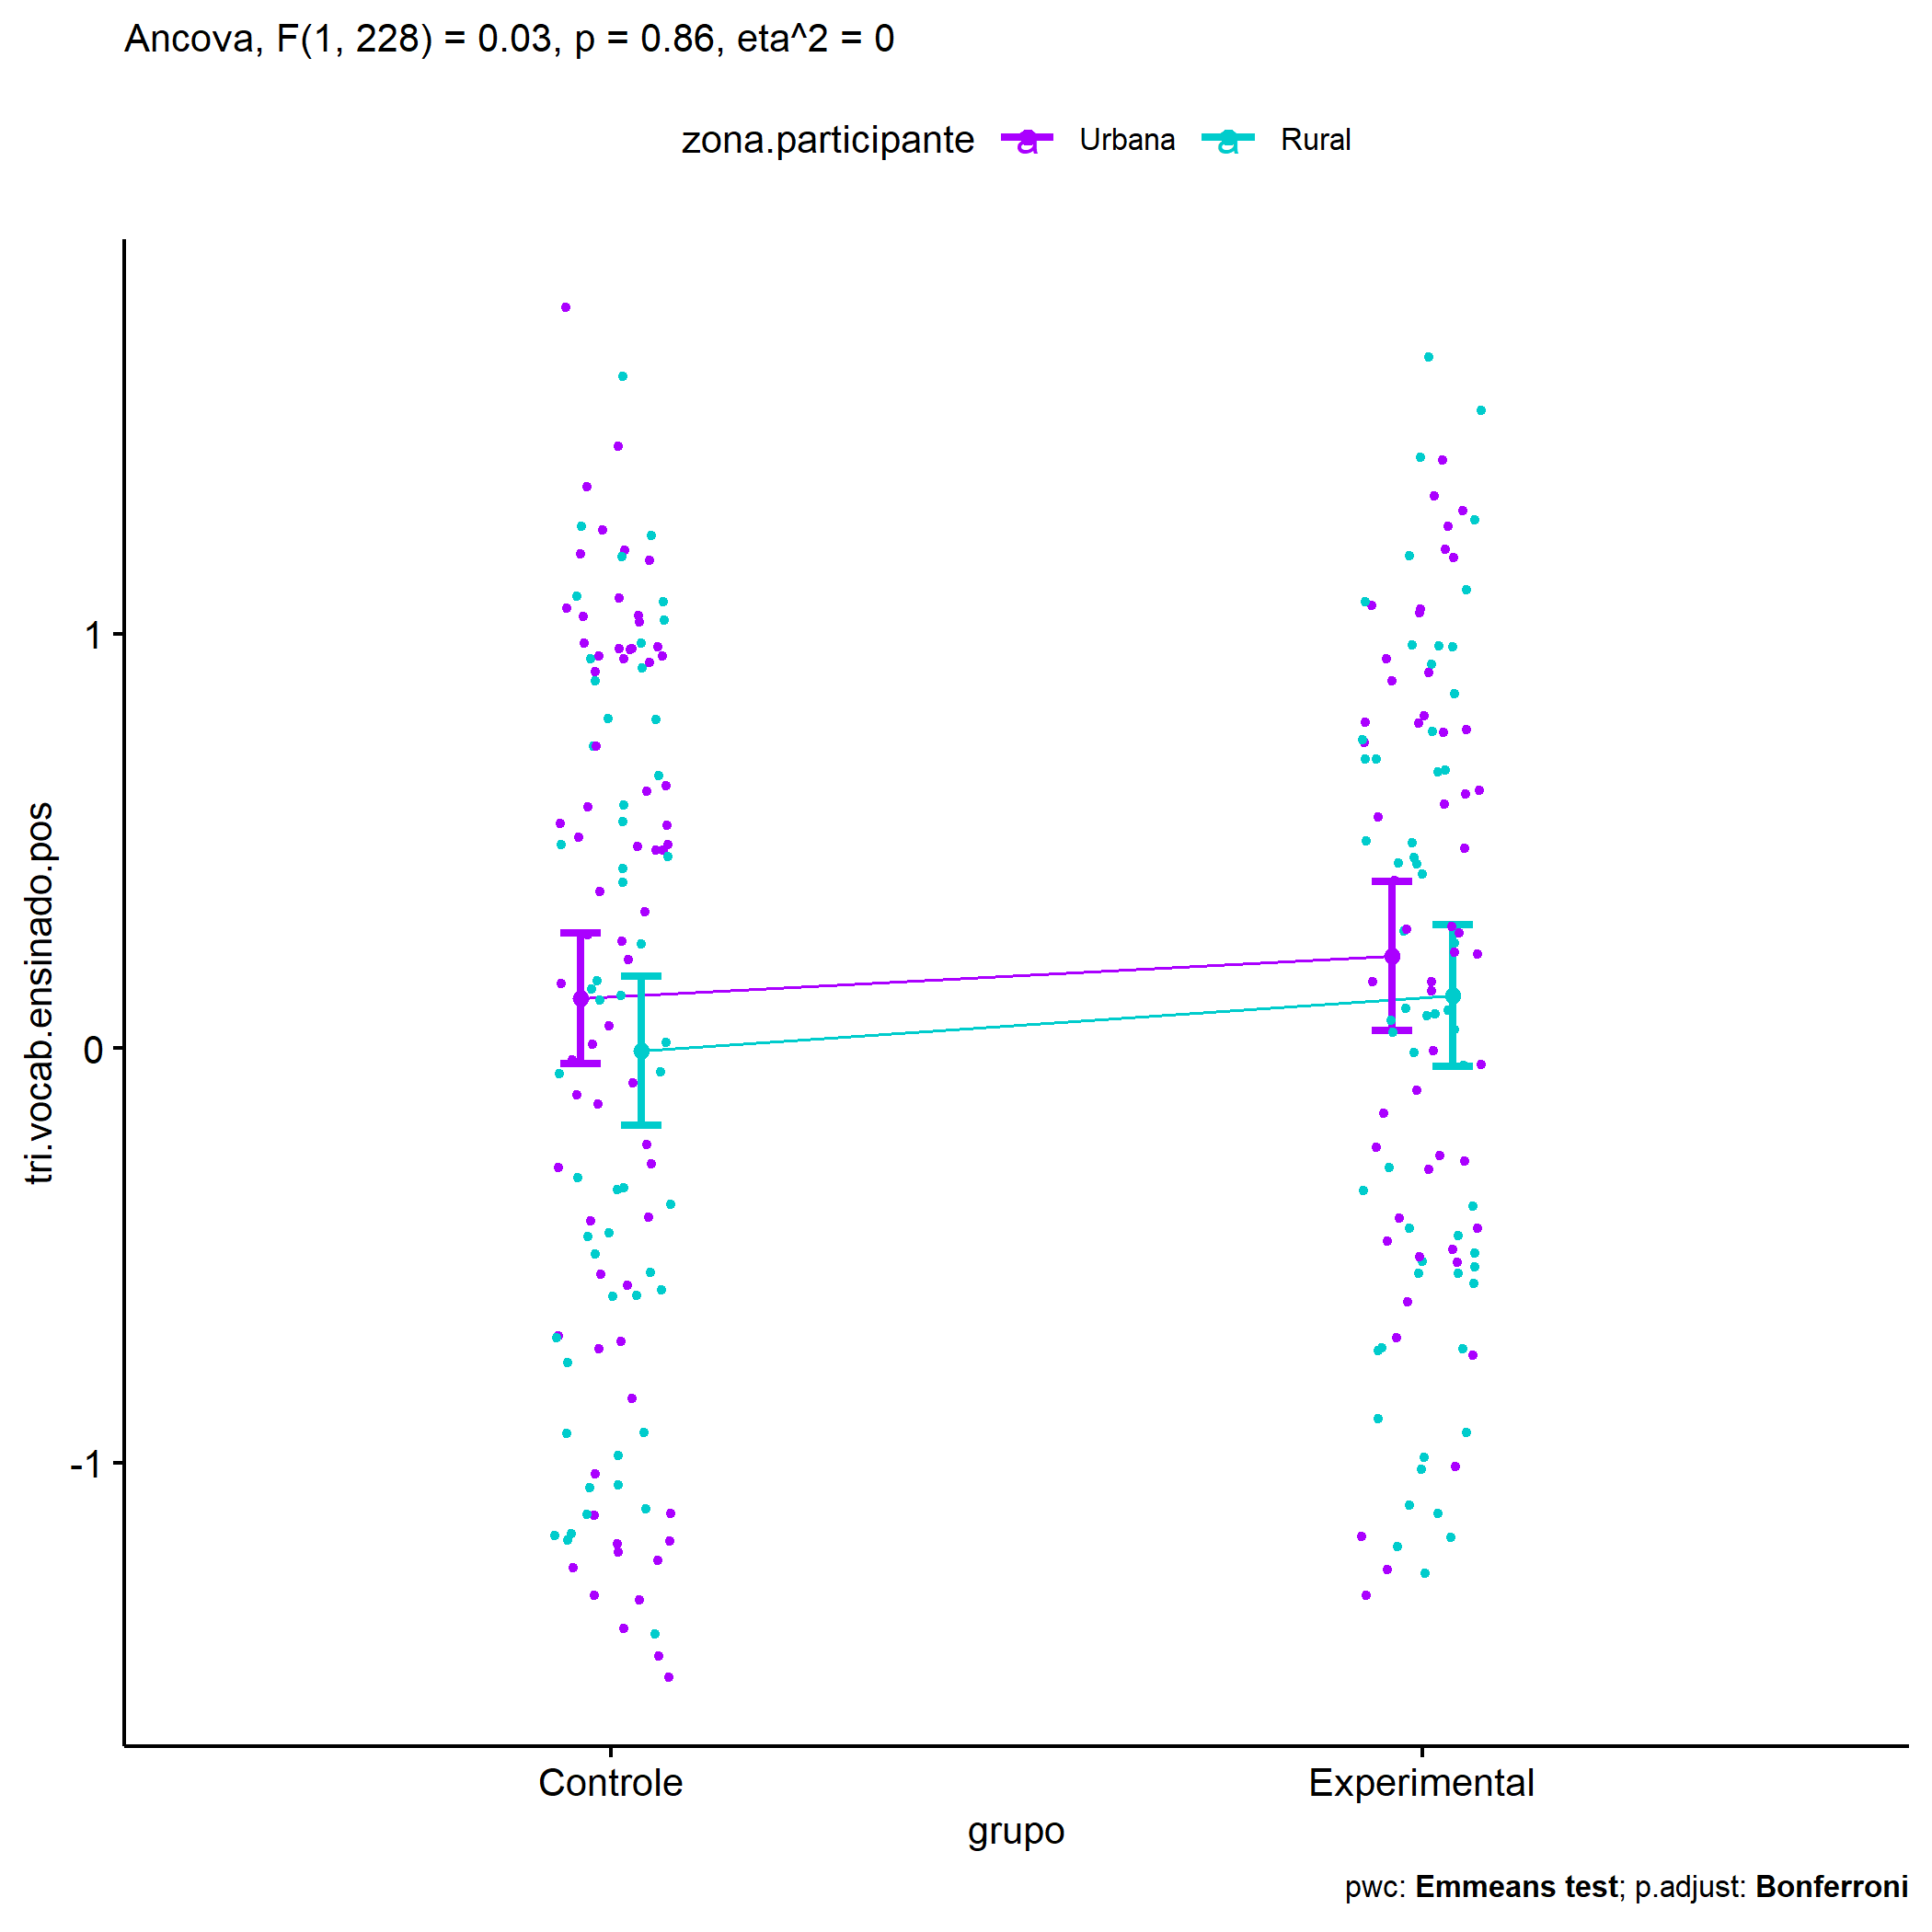 Ancova, F(1, 228) = 0.03, p = 0.86, eta^2 = 0
zona.participante a Urbana a Rural
tri.vocab.ensinado.pos
1
0
-1
Controle Experimental
grupo
pwc: Emmeans test; p.adjust: Bonferroni